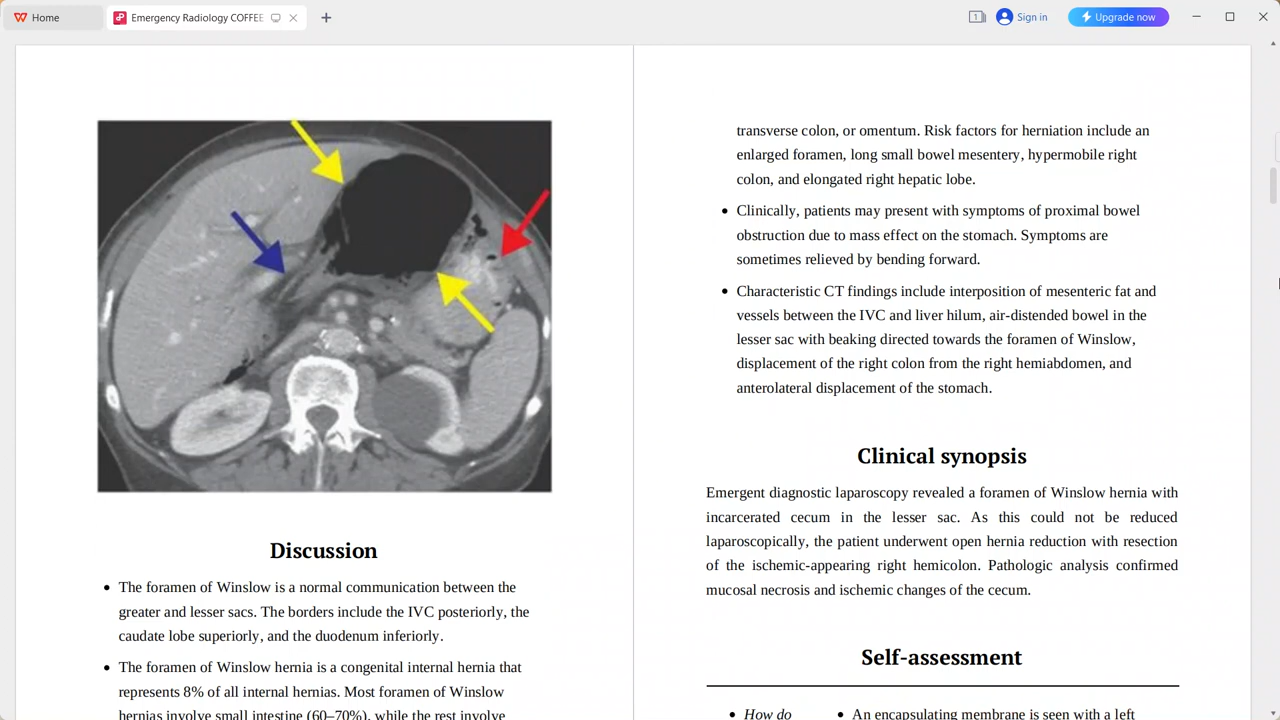 Home
Emergency Radiology COFFEE
1
Sign in
Upgrade now
Discussion
• The foramen of Winslow is a normal communication between the
greater and lesser sacs. The borders include the IVC posteriorly, the
caudate lobe superiorly, and the duodenum inferiorly.
• The foramen of Winslow hernia is a congenital internal hernia that
represents 8% of all internal hernias. Most foramen of Winslow
hernias involve small intestine (60–70%), while the rest involve
transverse colon, or omentum. Risk factors for herniation include an
enlarged foramen, long small bowel mesentery, hypermobile right
colon, and elongated right hepatic lobe.
• Clinically, patients may present with symptoms of proximal bowel
obstruction due to mass effect on the stomach. Symptoms are
sometimes relieved by bending forward.
• Characteristic CT findings include interposition of mesenteric fat and
vessels between the IVC and liver hilum, air-distended bowel in the
lesser sac with beaking directed towards the foramen of Winslow,
displacement of the right colon from the right hemiabdomen, and
anterolateral displacement of the stomach.
Clinical synopsis
Emergent diagnostic laparoscopy revealed a foramen of Winslow hernia with
incarcerated cecum in the lesser sac. As this could not be reduced
laparoscopically, the patient underwent open hernia reduction with resection
of the ischemic-appearing right hemicolon. Pathologic analysis confirmed
mucosal necrosis and ischemic changes of the cecum.
Self-assessment
• How do
• An encapsulating membrane is seen with a left